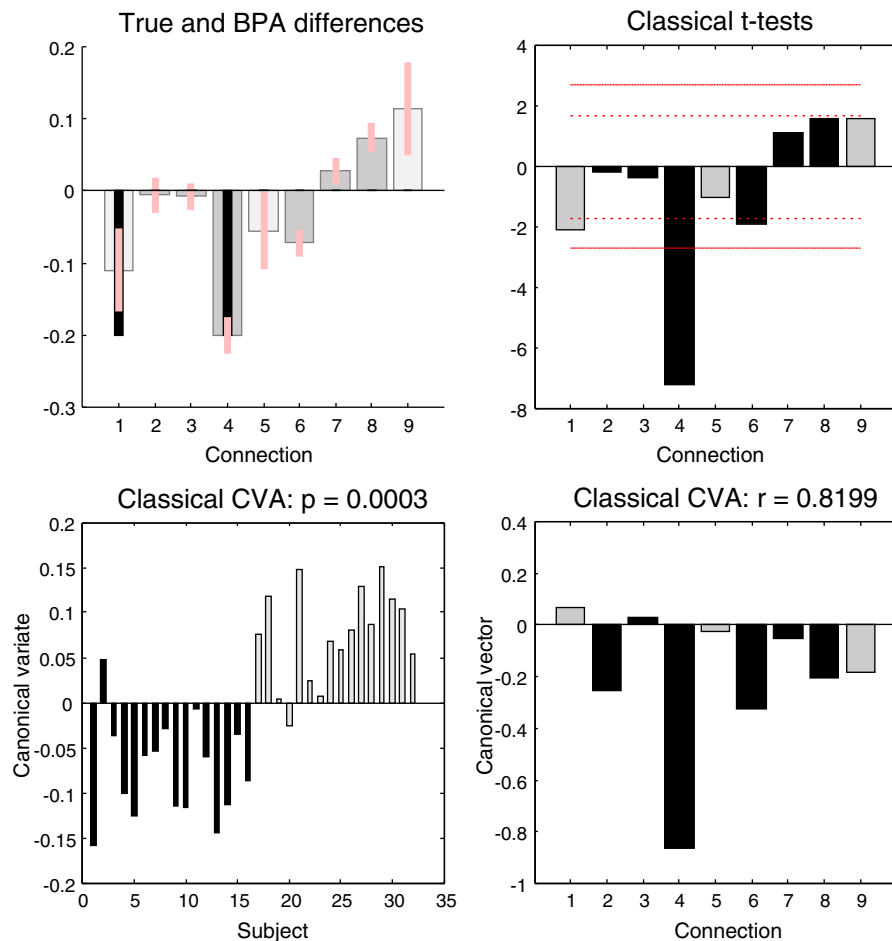 True and BPA differences
0.2
0.1
0
-0.1
-0.2
-0.3
1 2 3 4 5 6 7 8 9
Connection
Classical t-tests
4
2
0
-2
-4
-6
-8
1 2 3 4 5 6 7 8 9
Connection
Classical CVA: p = 0.0003
Canonical variate
0.2
0.15
0.1
0.05
0
-0.05
-0.1
-0.15
-0.2
0 5 10 15 20 25 30 35
Subject
Classical CVA: r = 0.8199
Canonical vector
0.4
0.2
0
-0.2
-0.4
-0.6
-0.8
-1
1 2 3 4 5 6 7 8 9
Connection